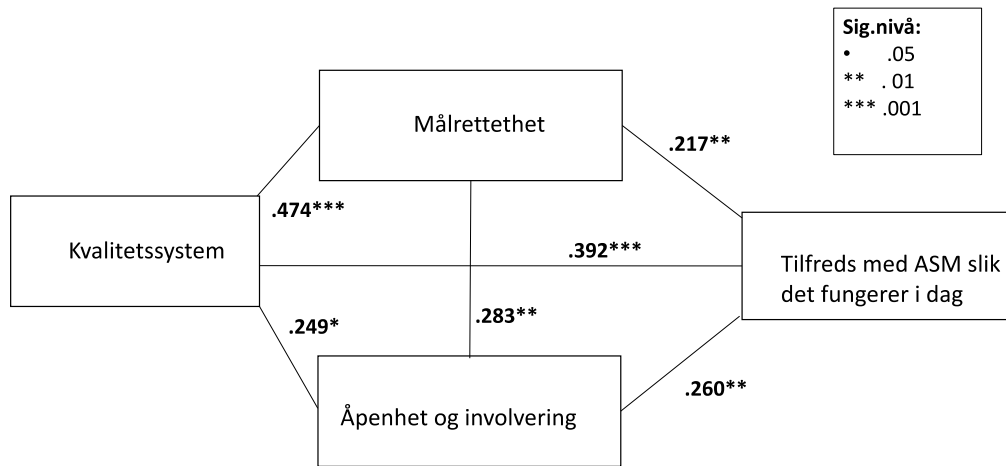 Sig.nivå:
• .05
** . 01
*** .001
Målrettethet
.217**
.474***
Kvalitetssystem
.392***
Tilfreds med ASM slik
det fungerer i dag
.249*
.283**
.260**
Åpenhet og involvering